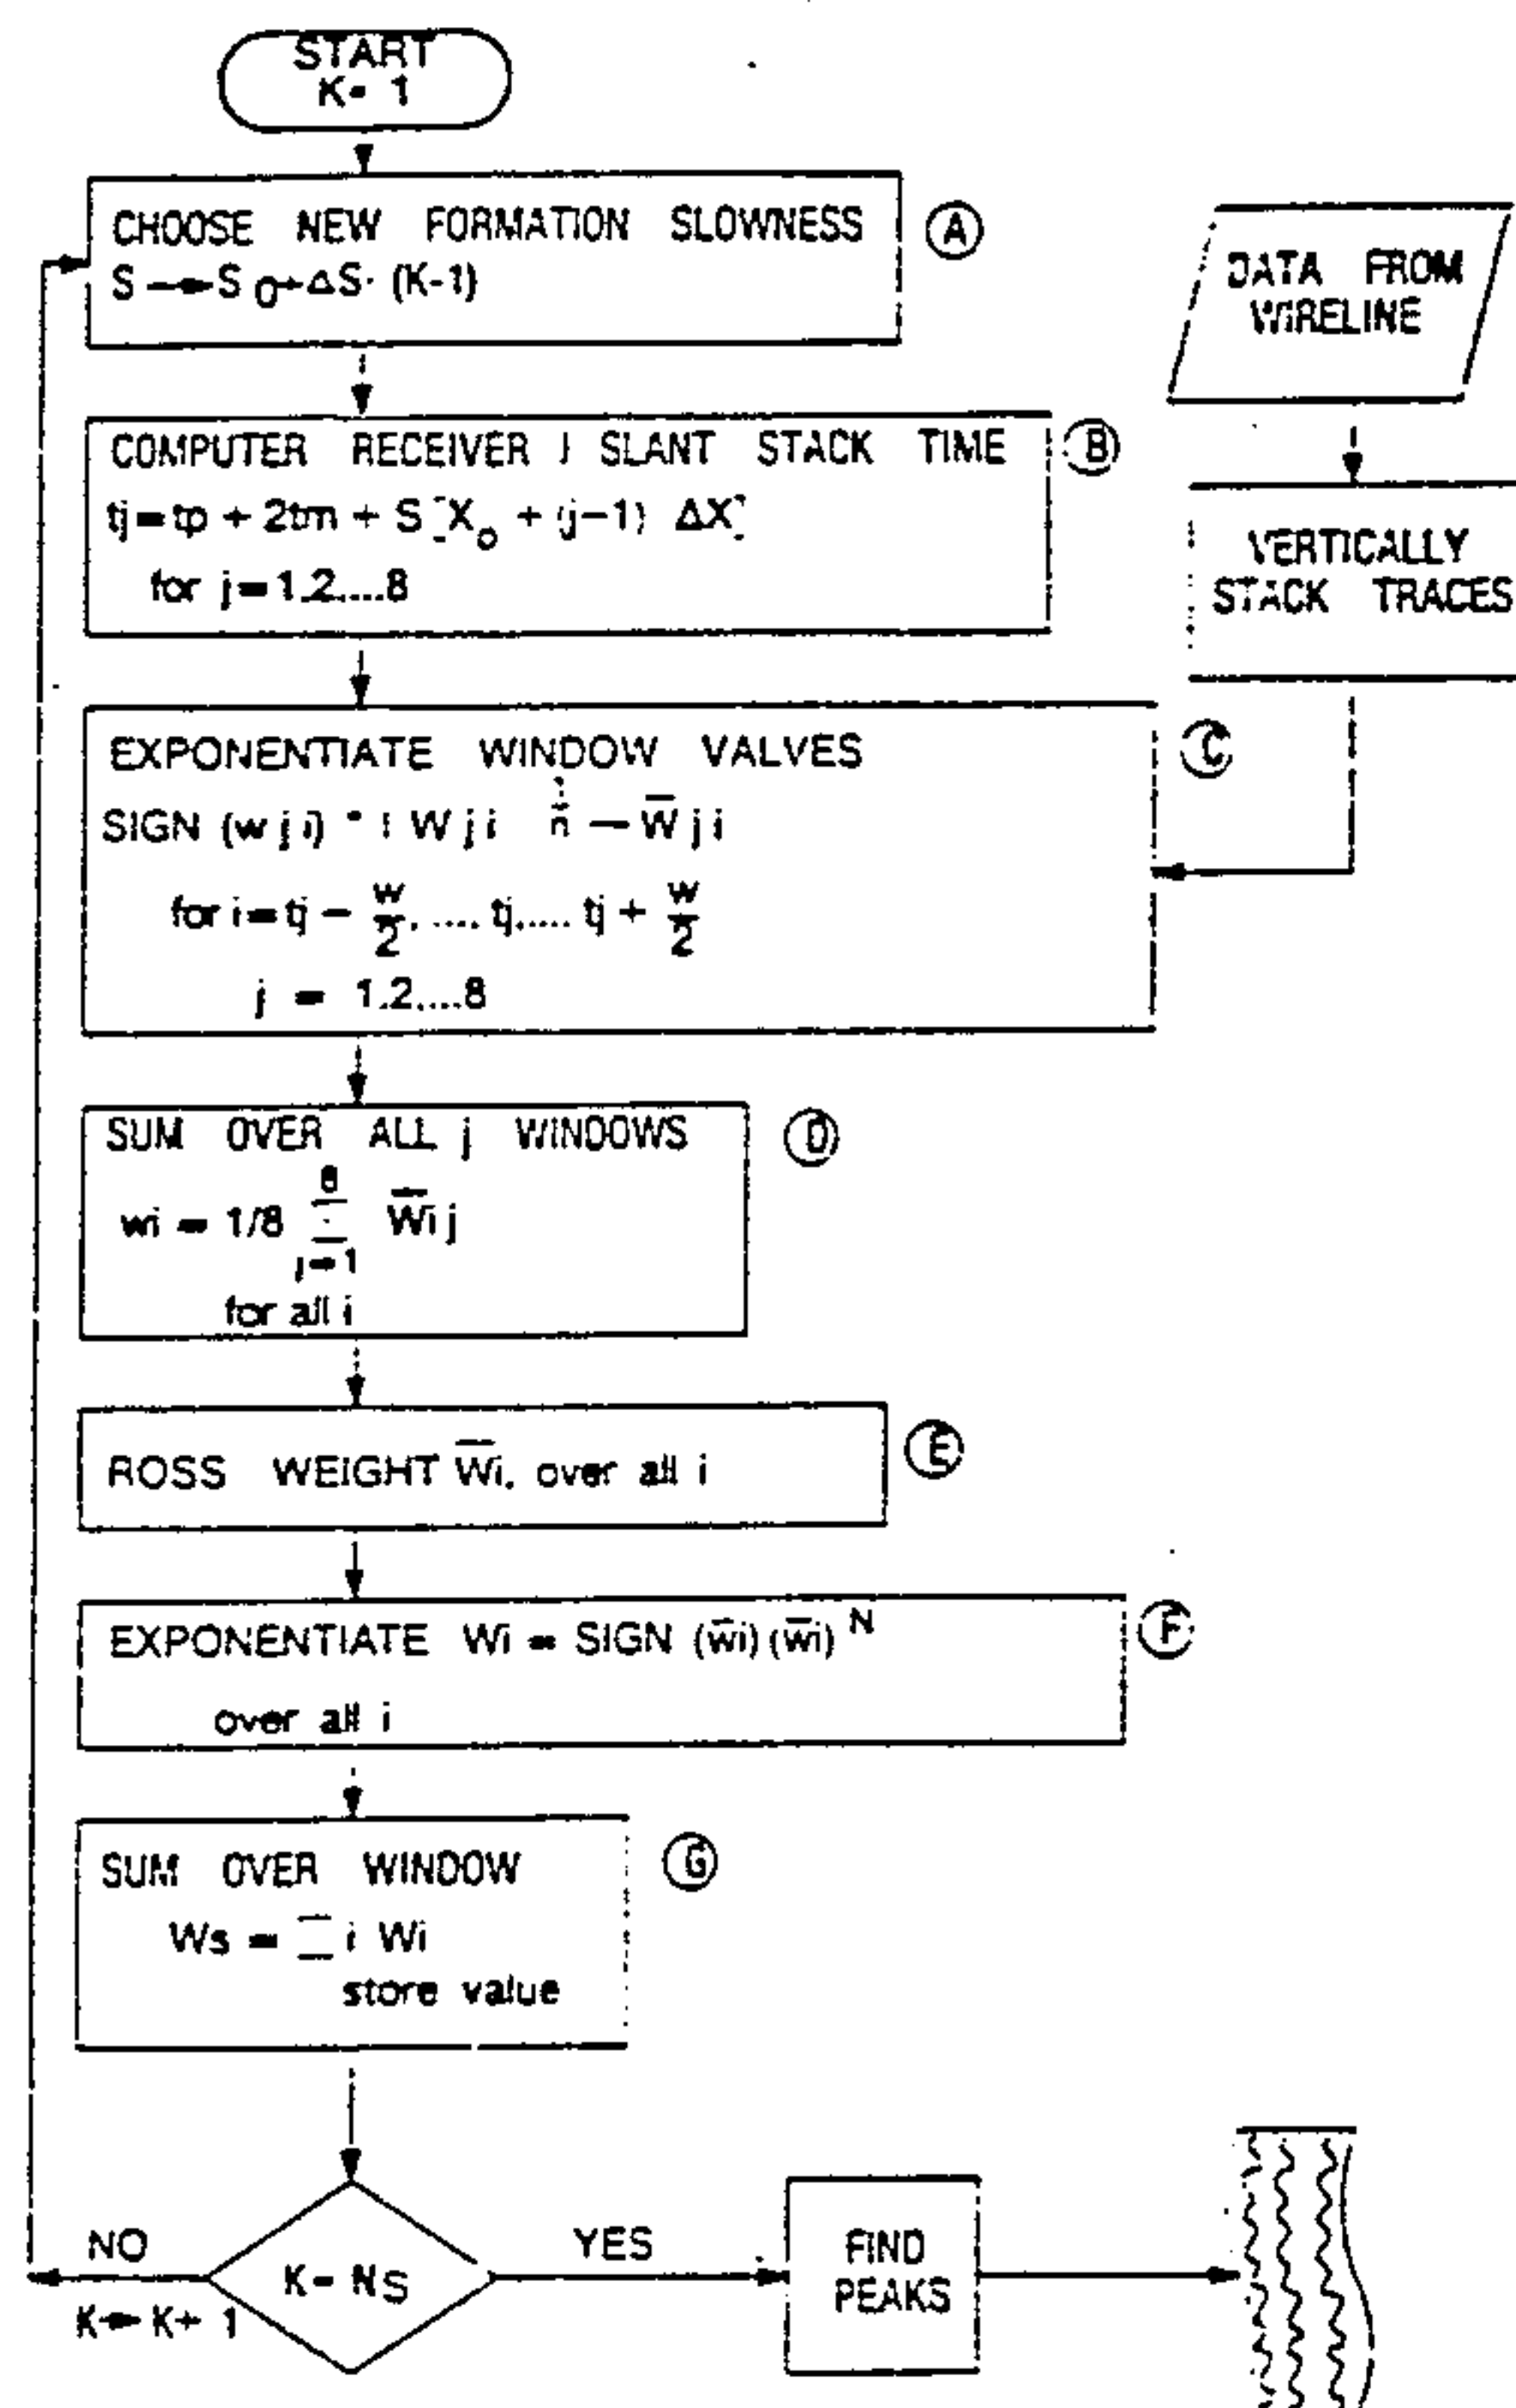 START
K= 1
CHOOSE NEW FORMATION SLOWNESS
S → S O+ΔS· (K-1)
A
DATA FROM
WIRELINE
COMPUTER RECEIVER J SLANT STACK TIME
tj = tp + 2tm + S [X o + (j-1) ΔX]
for j = 1,2,...8
B
VERTICALLY
STACK TRACES
EXPONENTIATE WINDOW VALVES
SIGN (w j i) * | W j i n — W̅ j i
for i = tj - w/2, .... tj, .... tj + w/2
j = 1,2,...8
C
SUM OVER ALL j WINDOWS
wi = 1/8 Σ W̅i j
8
j=1
for all i
D
ROSS WEIGHT W̅i, over all i
E
EXPONENTIATE Wi = SIGN (w̅i) (w̅i) N
over all i
F
SUM OVER WINDOW
Ws = Σ i Wi
store value
G
NO
K → K+ 1
K= NS
YES
FIND
PEAKS